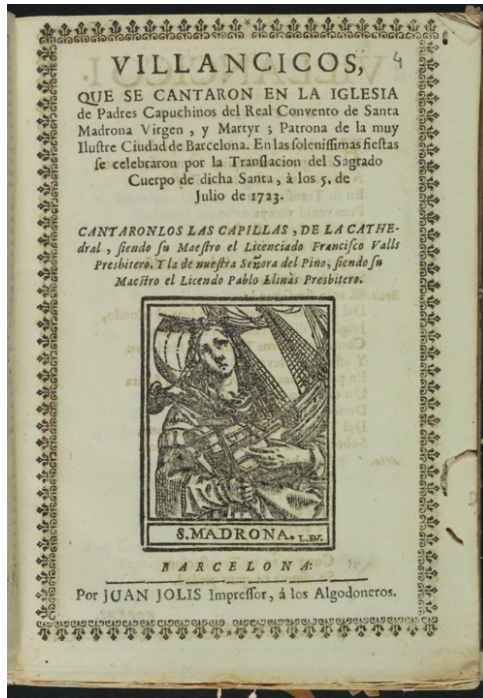 4
VILLANCICOS,
QUE SE CANTARON EN LA IGLESIA
de Padres Capuchinos del Real Convento de Santa
Madrona Virgen, y Martyr; Patrona de la muy
Ilustre Ciudad de Barcelona. En las soleniſſimas fieſtas
ſe celebraron por la Tranſlacion del Sagrado
Cuerpo de dicha Santa, à los 5. de
Julio de 1723.
CANTARONLOS LAS CAPILLAS, DE LA CATHE-
dral, ſiendo ſu Maeſtro el Licenciado Franciſco Valls
Presbitero. Y la de nueſtra Señora del Pino, ſiendo ſu
Maeſtro el Licendo Pablo Llinàs Presbitero.
S. MADRONA.
BARCELONA:
Por JUAN JOLIS Impreſſor, á los Algodoneros.